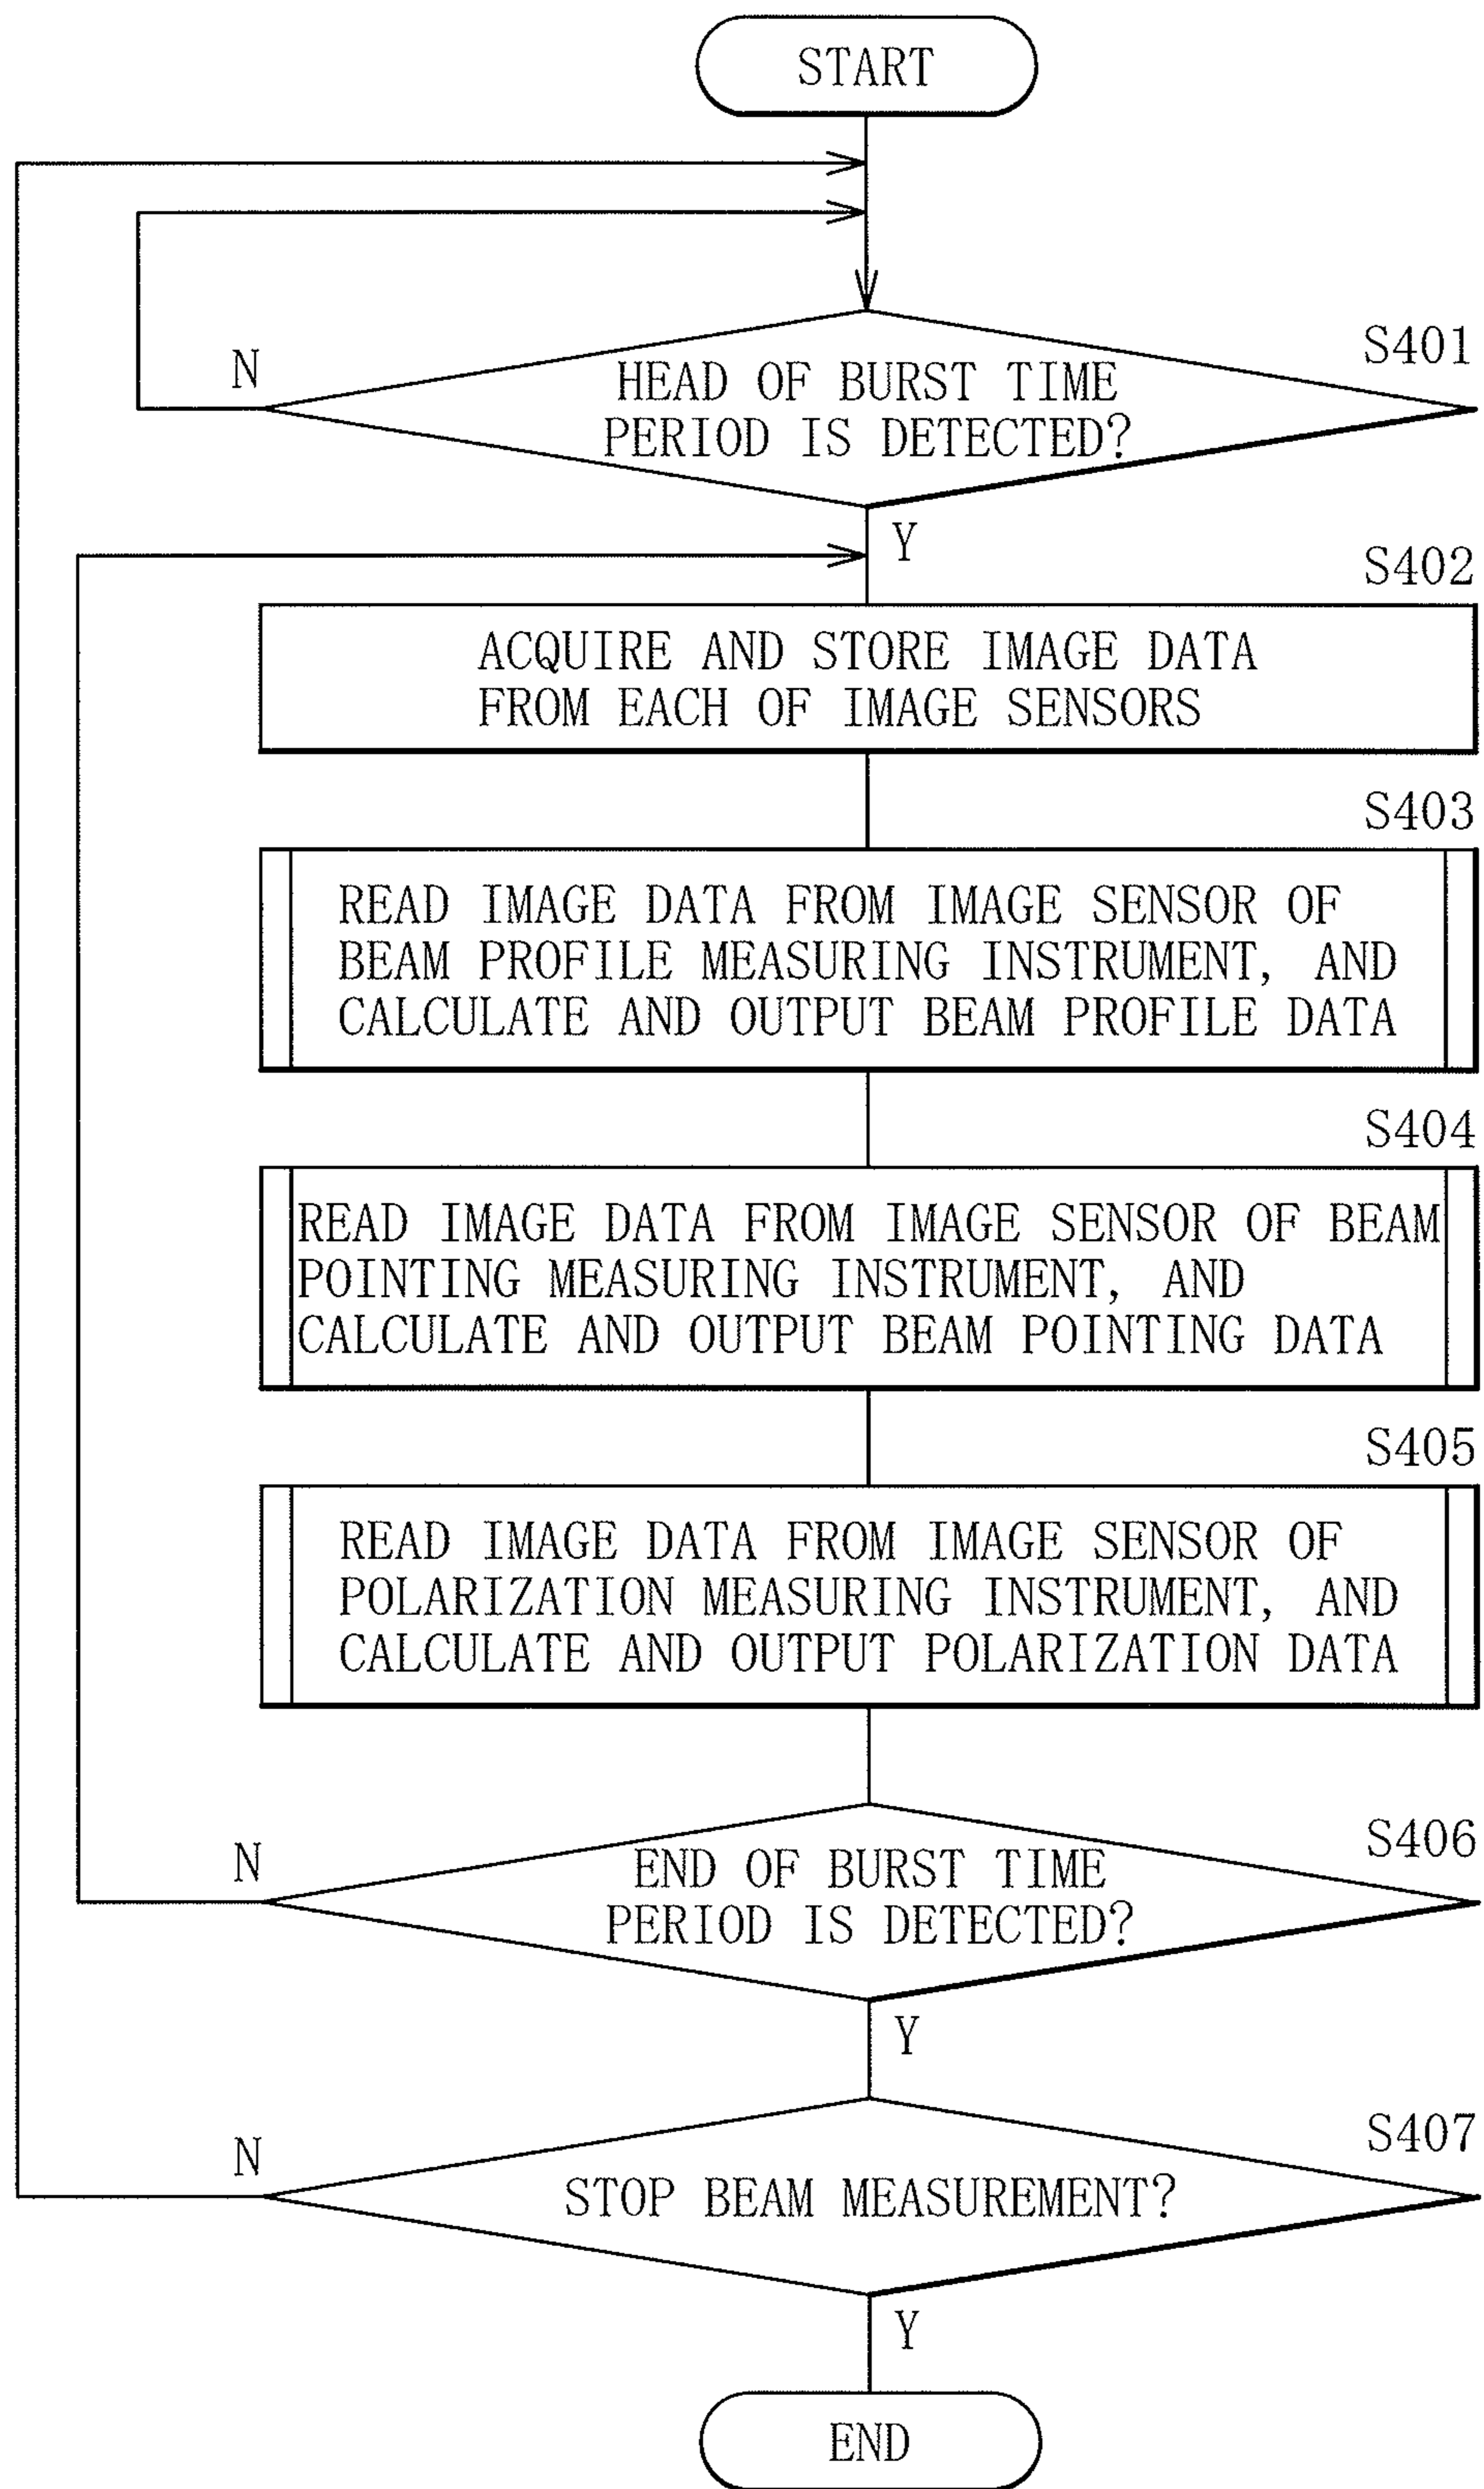 START
S401
N
HEAD OF BURST TIME
PERIOD IS DETECTED?
Y
S402
ACQUIRE AND STORE IMAGE DATA
FROM EACH OF IMAGE SENSORS
S403
READ IMAGE DATA FROM IMAGE SENSOR OF
BEAM PROFILE MEASURING INSTRUMENT, AND
CALCULATE AND OUTPUT BEAM PROFILE DATA
S404
READ IMAGE DATA FROM IMAGE SENSOR OF BEAM
POINTING MEASURING INSTRUMENT, AND
CALCULATE AND OUTPUT BEAM POINTING DATA
S405
READ IMAGE DATA FROM IMAGE SENSOR OF
POLARIZATION MEASURING INSTRUMENT, AND
CALCULATE AND OUTPUT POLARIZATION DATA
S406
N
END OF BURST TIME
PERIOD IS DETECTED?
Y
S407
N
STOP BEAM MEASUREMENT?
Y
END